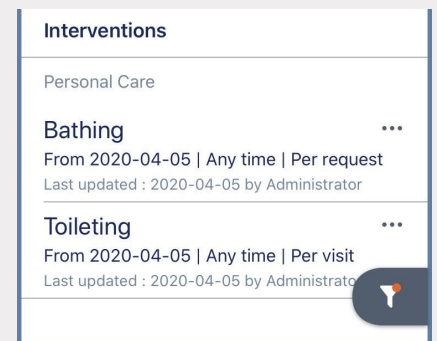 Interventions
Personal Care
Bathing
From 2020-04-05 | Any time | Per request
Last updated : 2020-04-05 by Administrator
Toileting
From 2020-04-05 | Any time | Per visit
Last updated : 2020-04-05 by Administrato